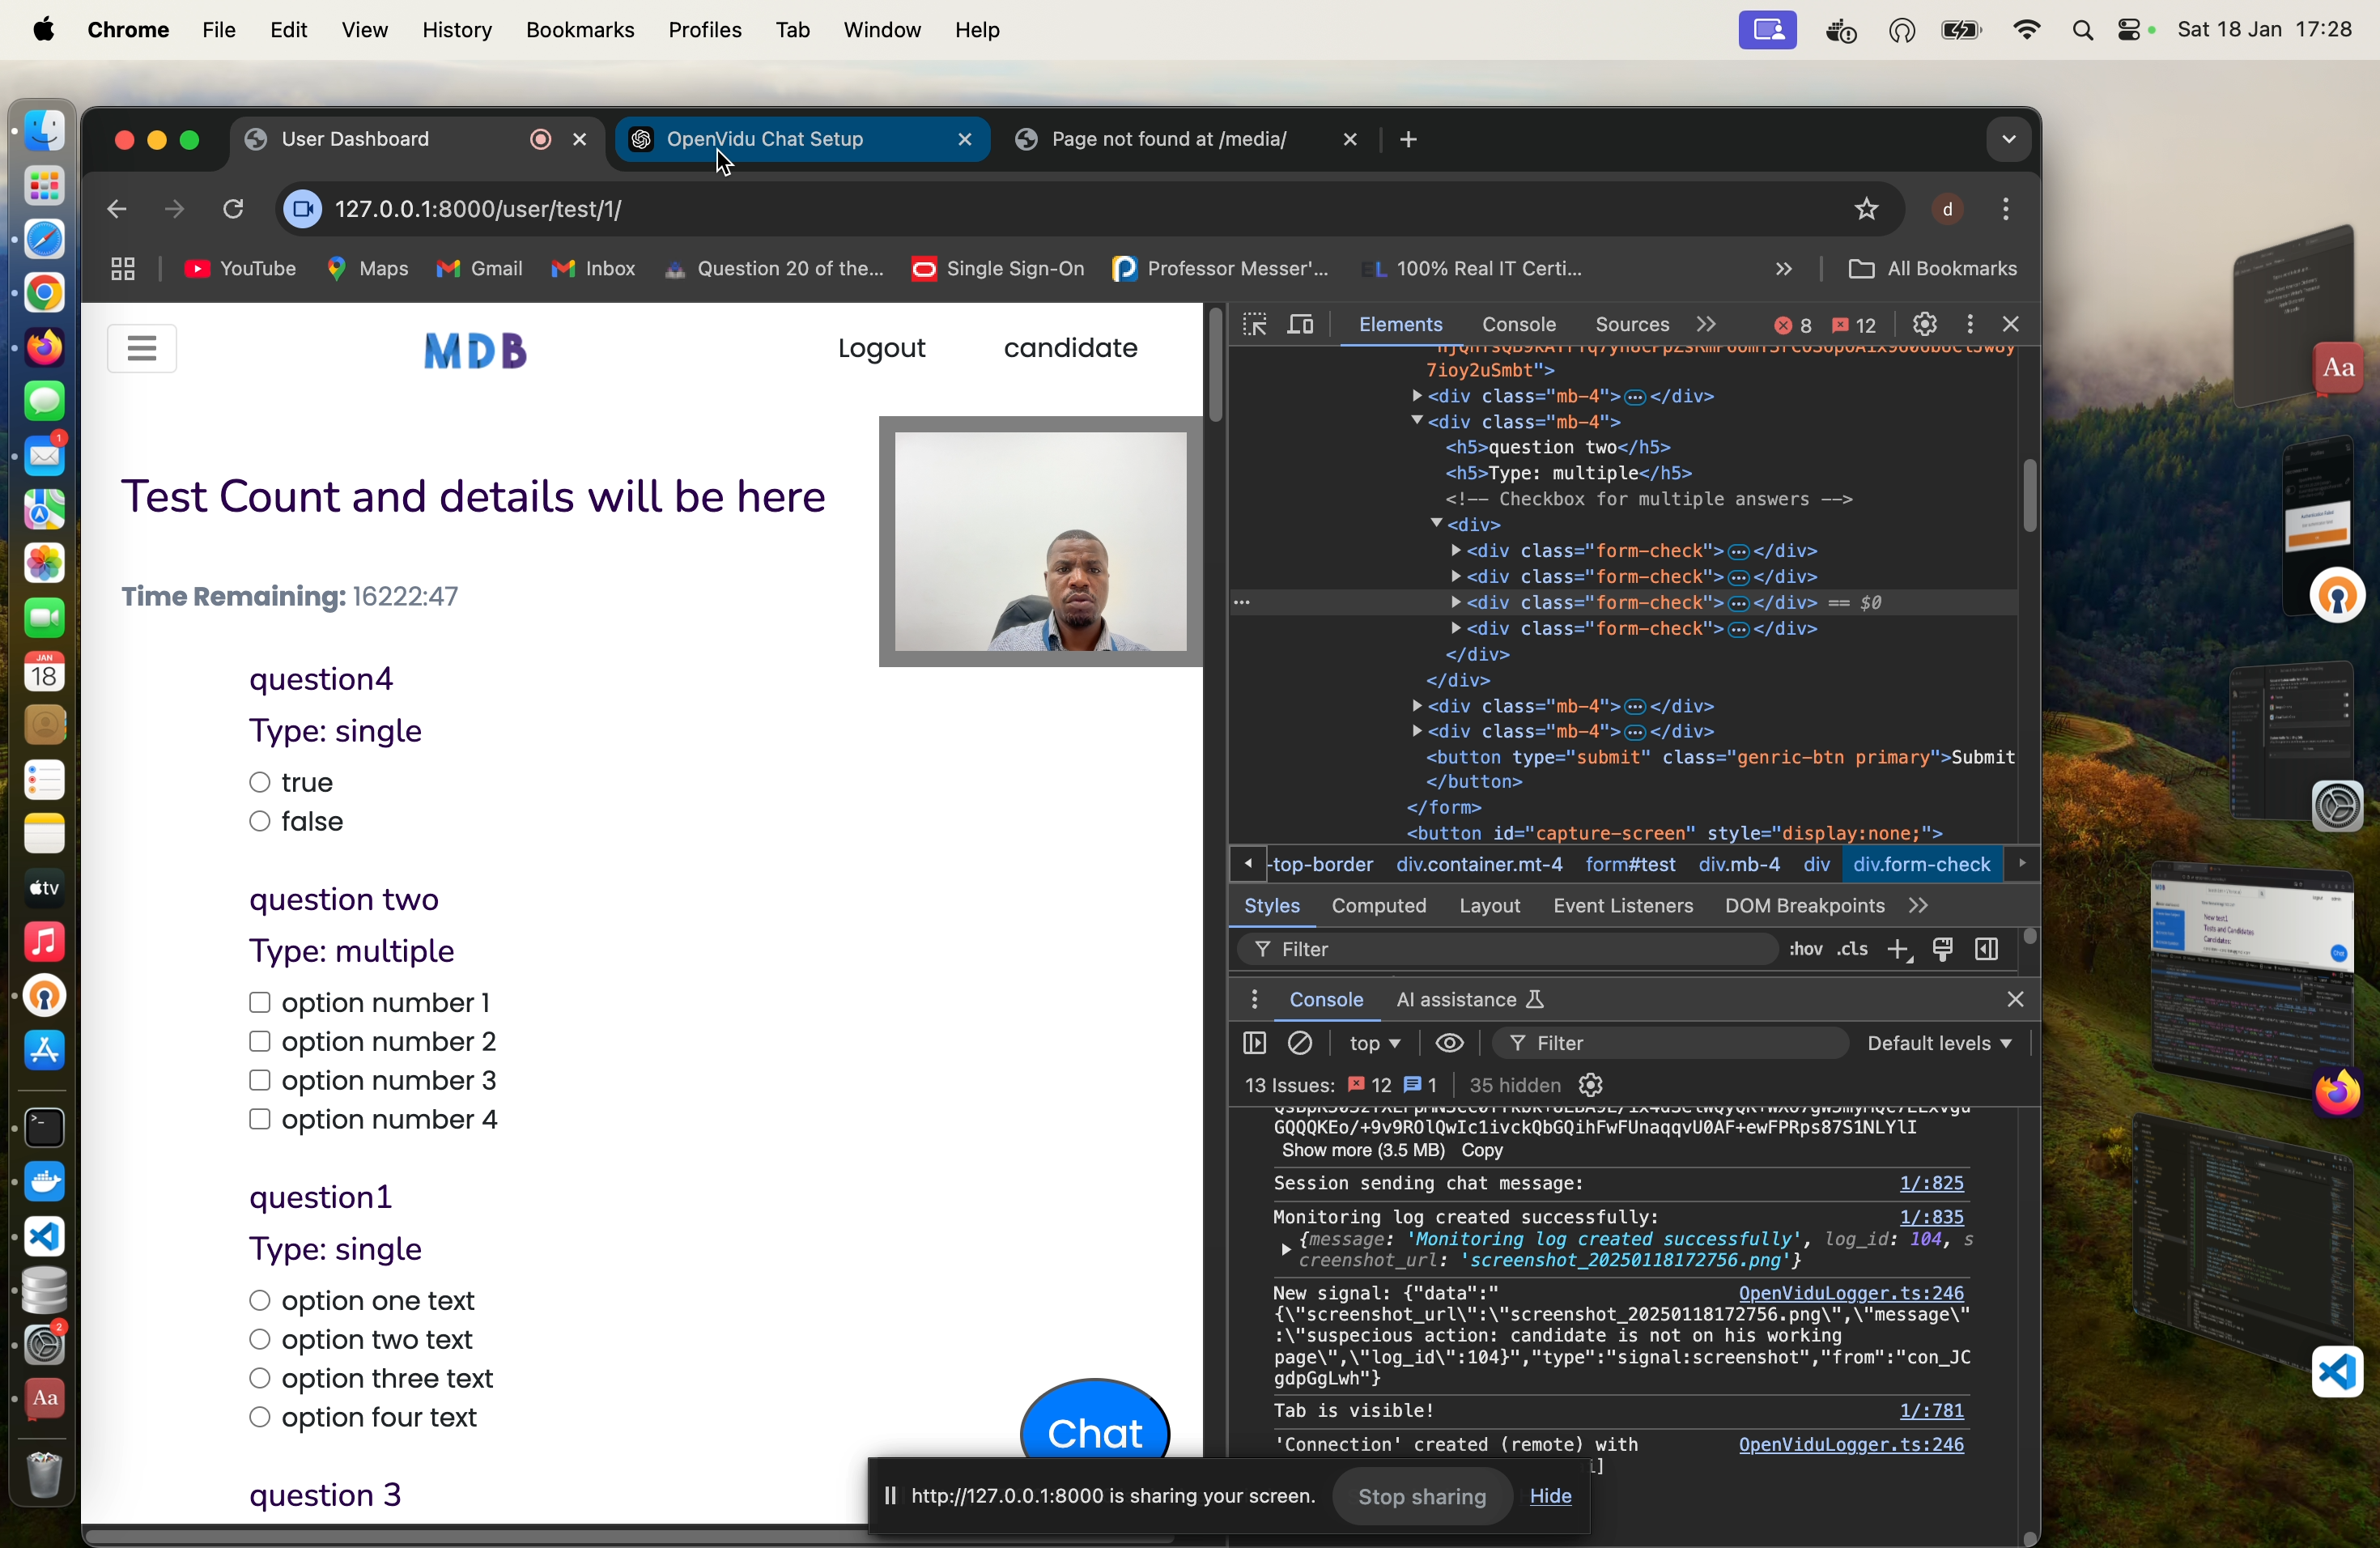 Chrome File Edit View History Bookmarks Profiles Tab Window Help Sat 18 Jan 17:28
User Dashboard OpenVidu Chat Setup Page not found at /media/
127.0.0.1:8000/user/test/1/ d
YouTube Maps Gmail Inbox Question 20 of the... Single Sign-On Professor Messer'... EL 100% Real IT Certi... All Bookmarks
MDB Logout candidate
Test Count and details will be here
Time Remaining: 16222:47
question4
Type: single
true
false
question two
Type: multiple
option number 1
option number 2
option number 3
option number 4
question1
Type: single
option one text
option two text
option three text
option four text
question 3
Chat
Elements Console Sources 8 12
7ioy2uSmbt">
<div class="mb-4">…</div>
<div class="mb-4">
<h5>question two</h5>
<h5>Type: multiple</h5>
<!-- Checkbox for multiple answers -->
<div>
<div class="form-check">…</div>
<div class="form-check">…</div>
<div class="form-check">…</div> == $0
<div class="form-check">…</div>
</div>
</div>
<div class="mb-4">…</div>
<div class="mb-4">…</div>
<button type="submit" class="genric-btn primary">Submit
</button>
</form>
<button id="capture-screen" style="display:none;">
-top-border div.container.mt-4 form#test div.mb-4 div div.form-check
Styles Computed Layout Event Listeners DOM Breakpoints
Filter :hov .cls
Console AI assistance
top Filter Default levels
13 Issues: 12 1 35 hidden
GQQQKEo/+9v9ROlQwIc1ivckQbGQihFwFUnaqqvU0AF+ewFPRps87S1NLYlI
Show more (3.5 MB) Copy
Session sending chat message: 1/:825
Monitoring log created successfully: 1/:835
{message: 'Monitoring log created successfully', log_id: 104, s
creenshot_url: 'screenshot_20250118172756.png'}
New signal: {"data":" OpenViduLogger.ts:246
{\"screenshot_url\":\"screenshot_20250118172756.png\",\"message\"
:\"suspecious action: candidate is not on his working
page\",\"log_id\":104}","type":"signal:screenshot","from":"con_JC
gdpGgLwh"}
Tab is visible! 1/:781
'Connection' created (remote) with OpenViduLogger.ts:246
http://127.0.0.1:8000 is sharing your screen. Stop sharing Hide
JAN
18
tv
Aa
1
2
Aa